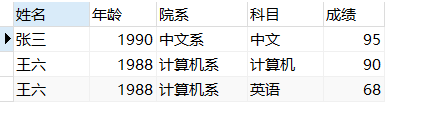 姓名 年龄 院系 科目 成绩
张三 1990 中文系 中文 95
王六 1988 计算机系 计算机 90
王六 1988 计算机系 英语 68